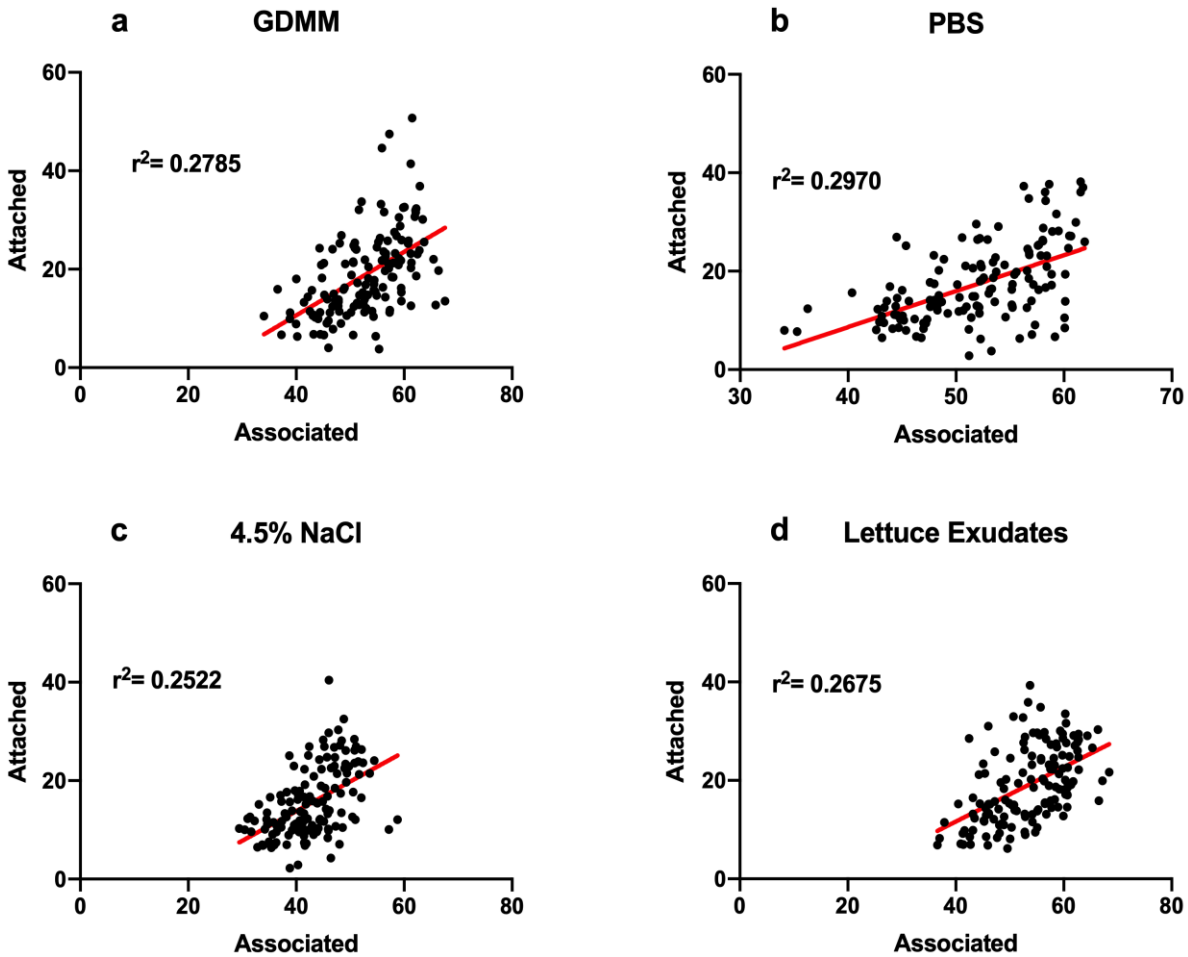 a GDMM
60
40
20
0
0 20 40 60 80
Attached
Associated
r²= 0.2785
b PBS
60
40
20
0
30 40 50 60 70
Attached
Associated
r²= 0.2970
c 4.5% NaCl
60
40
20
0
0 20 40 60 80
Attached
Associated
r²= 0.2522
d Lettuce Exudates
60
40
20
0
0 20 40 60 80
Attached
Associated
r²= 0.2675